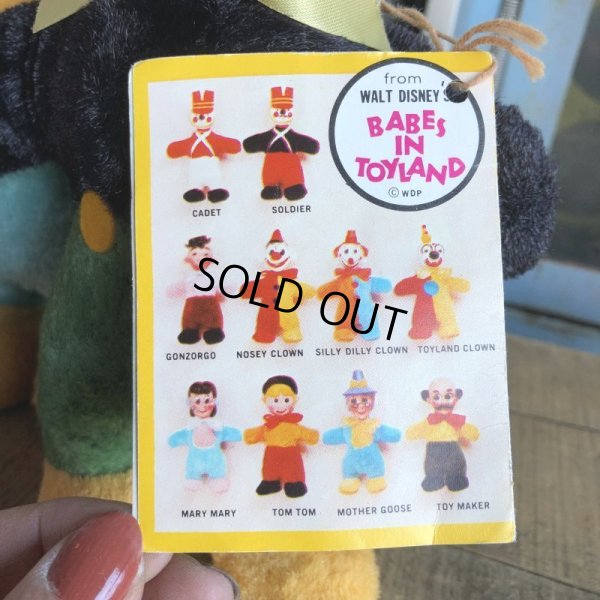 from
WALT DISNEY'S
BABES
IN
TOYLAND
© WDP
CADET
SOLDIER
SOLD OUT
GONZORGO
NOSEY CLOWN
SILLY DILLY CLOWN
TOYLAND CLOWN
MARY MARY
TOM TOM
MOTHER GOOSE
TOY MAKER